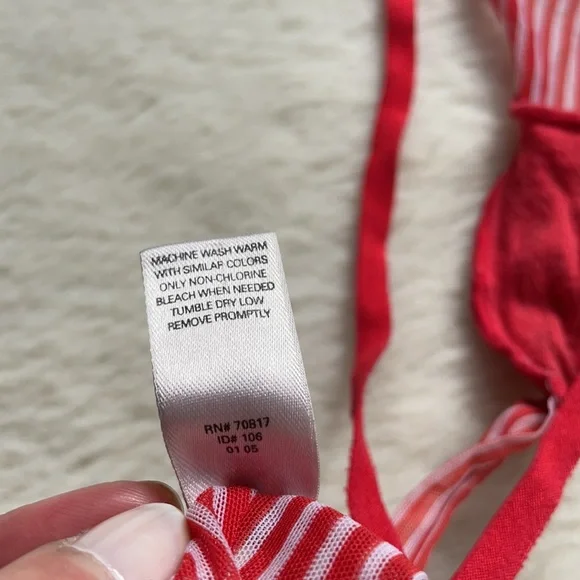 MACHINE WASH WARM
WITH SIMILAR COLORS
ONLY NON-CHLORINE
BLEACH WHEN NEEDED
TUMBLE DRY LOW
REMOVE PROMPTLY
RN# 70817
ID# 106
01 05